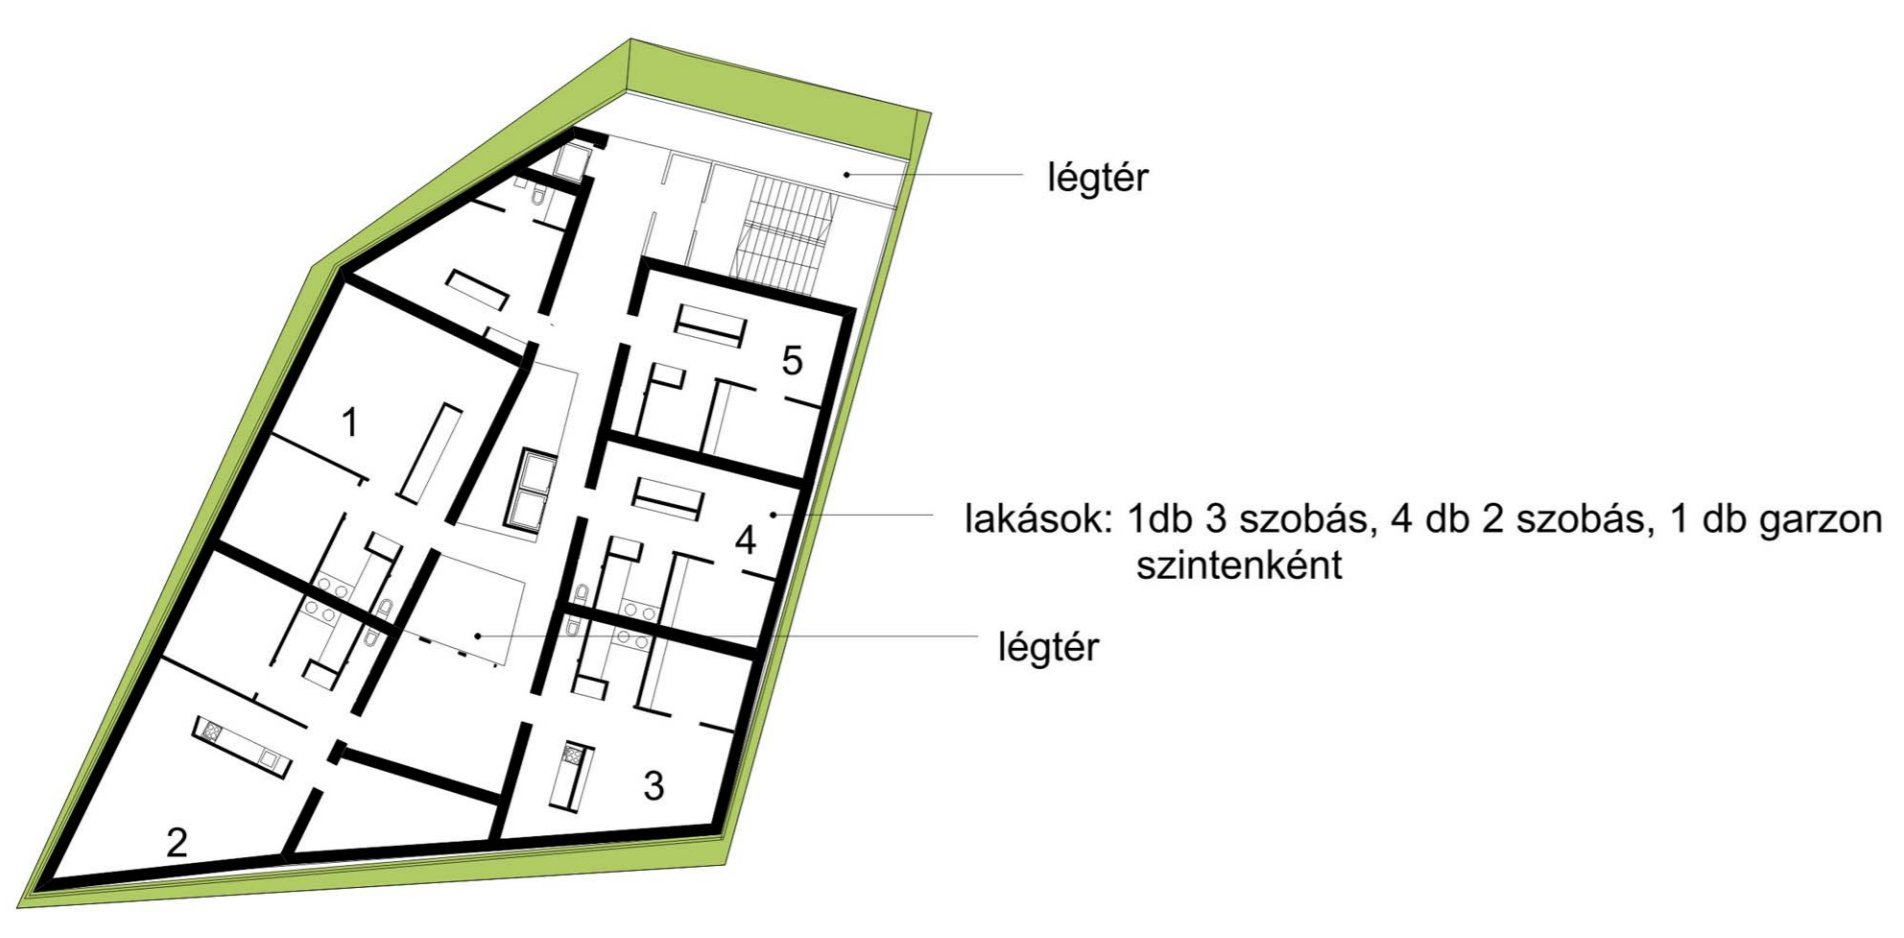 légtér
5
1
lakások: 1db 3 szobás, 4 db 2 szobás, 1 db garzon
szintenként
4
légtér
3
2